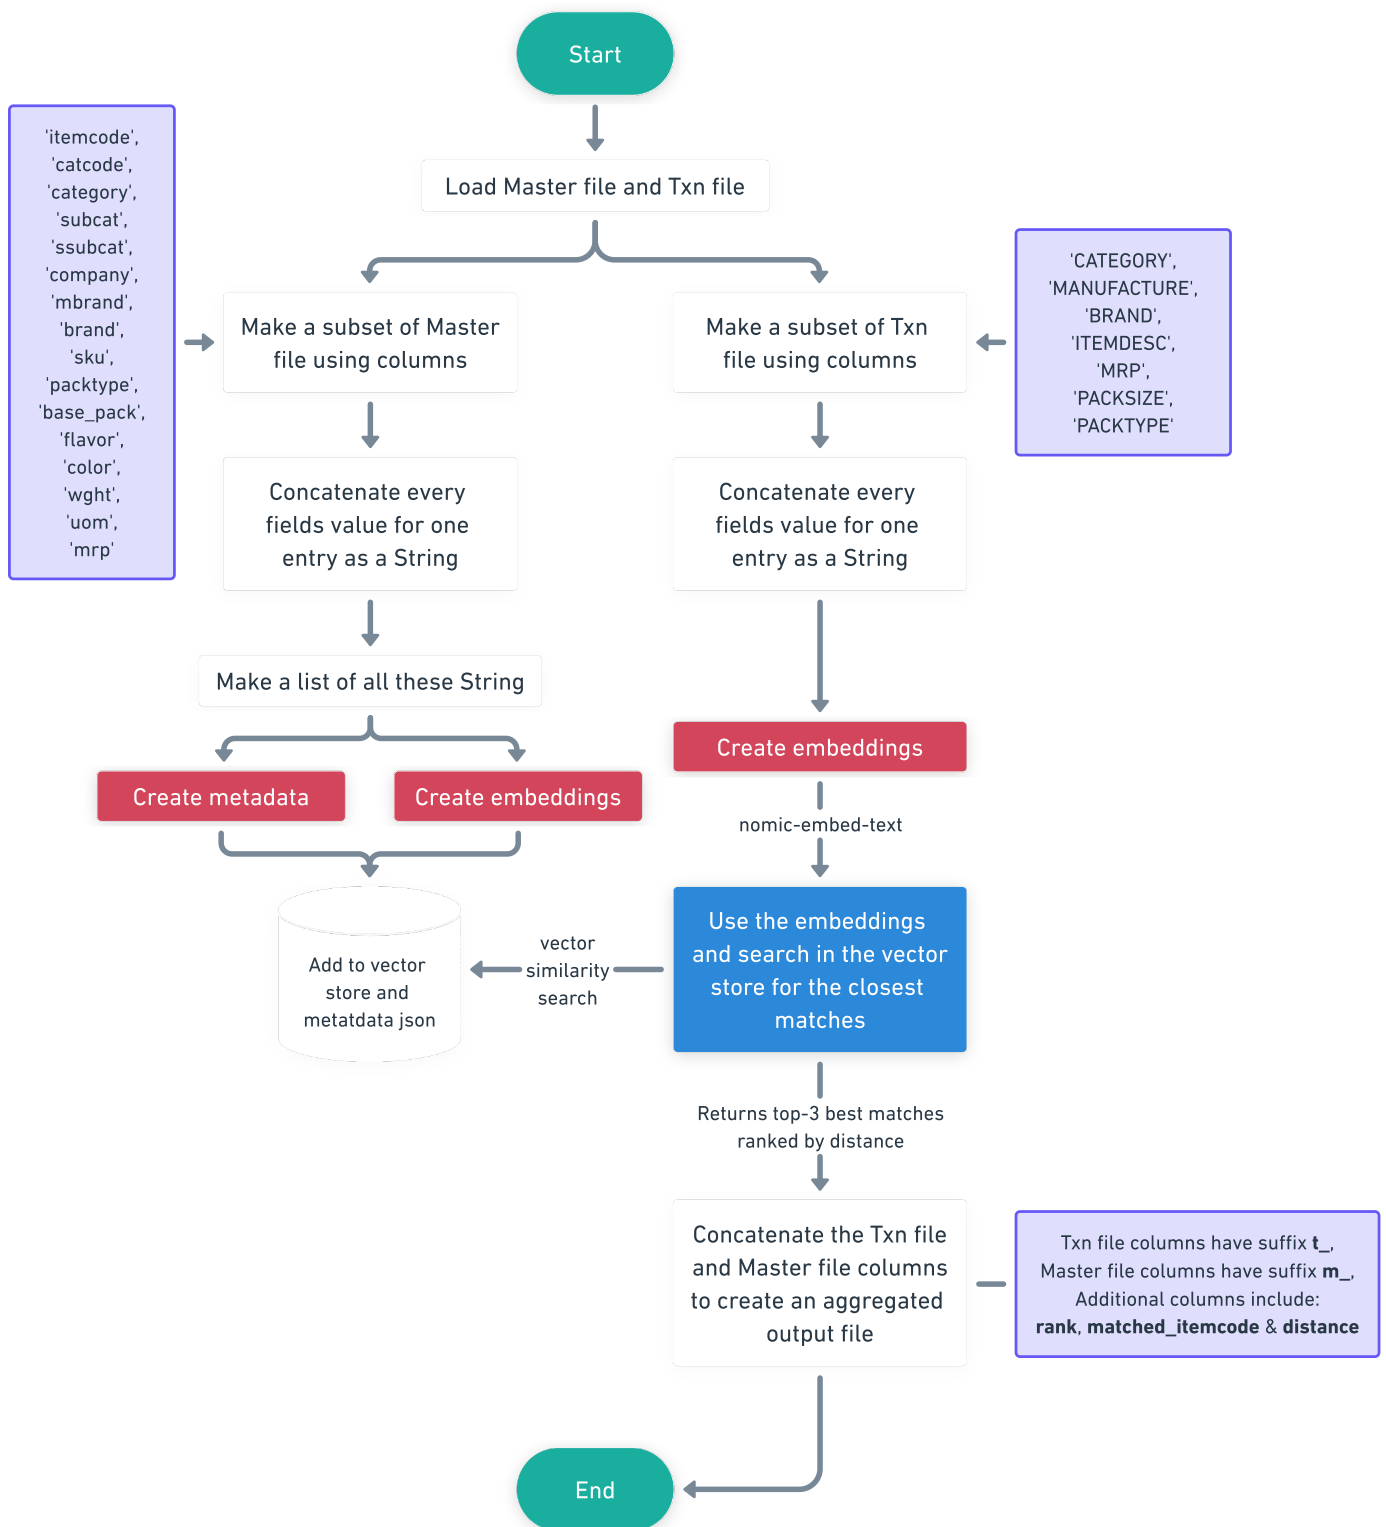 Start
Load Master file and Txn file
'itemcode',
'catcode',
'category',
'subcat',
'ssubcat',
'company',
'mbrand',
'brand',
'sku',
'packtype',
'base_pack',
'flavor',
'color',
'wght',
'uom',
'mrp'
Make a subset of Master
file using columns
Make a subset of Txn
file using columns
'CATEGORY',
'MANUFACTURE',
'BRAND',
'ITEMDESC',
'MRP',
'PACKSIZE',
'PACKTYPE'
Concatenate every
fields value for one
entry as a String
Concatenate every
fields value for one
entry as a String
Make a list of all these String
Create metadata
Create embeddings
Create embeddings
nomic-embed-text
Add to vector
store and
metatdata json
vector
similarity
search
Use the embeddings
and search in the vector
store for the closest
matches
Returns top-3 best matches
ranked by distance
Concatenate the Txn file
and Master file columns
to create an aggregated
output file
Txn file columns have suffix t_,
Master file columns have suffix m_,
Additional columns include:
rank, matched_itemcode & distance
End